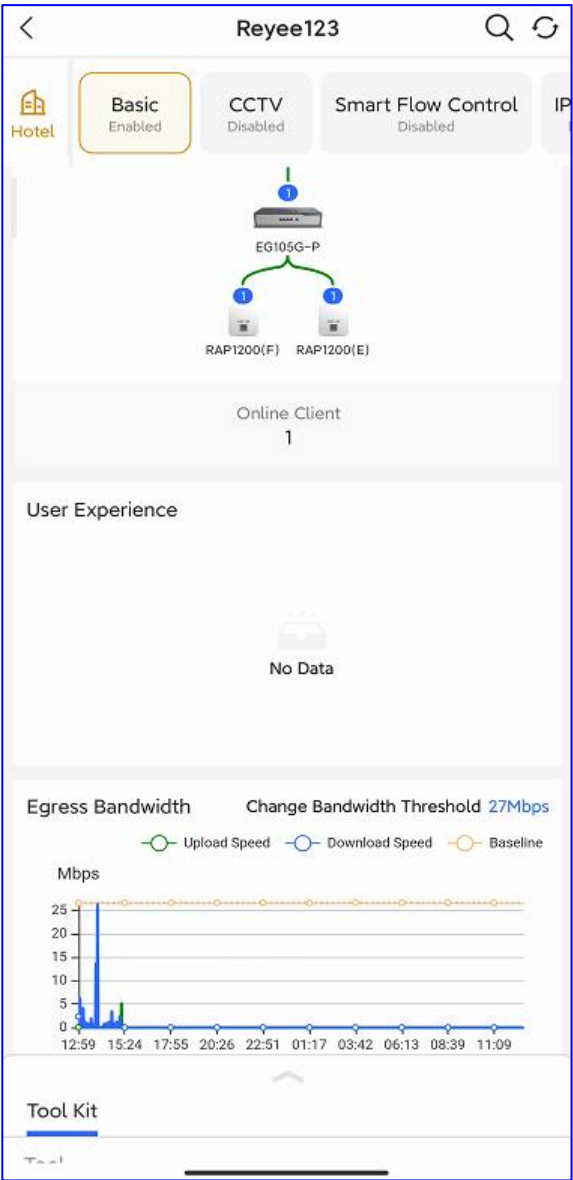 Reyee123
Hotel
Basic
Enabled
CCTV
Disabled
Smart Flow Control
Disabled
IP
1
EG105G-P
1
1
RAP1200(F)
RAP1200(E)
Online Client
1
User Experience
No Data
Egress Bandwidth
Change Bandwidth Threshold 27Mbps
Upload Speed
Download Speed
Baseline
Mbps
25
20
15
10
5
0
12:59 15:24 17:55 20:26 22:51 01:17 03:42 06:13 08:39 11:09
Tool Kit
Tool